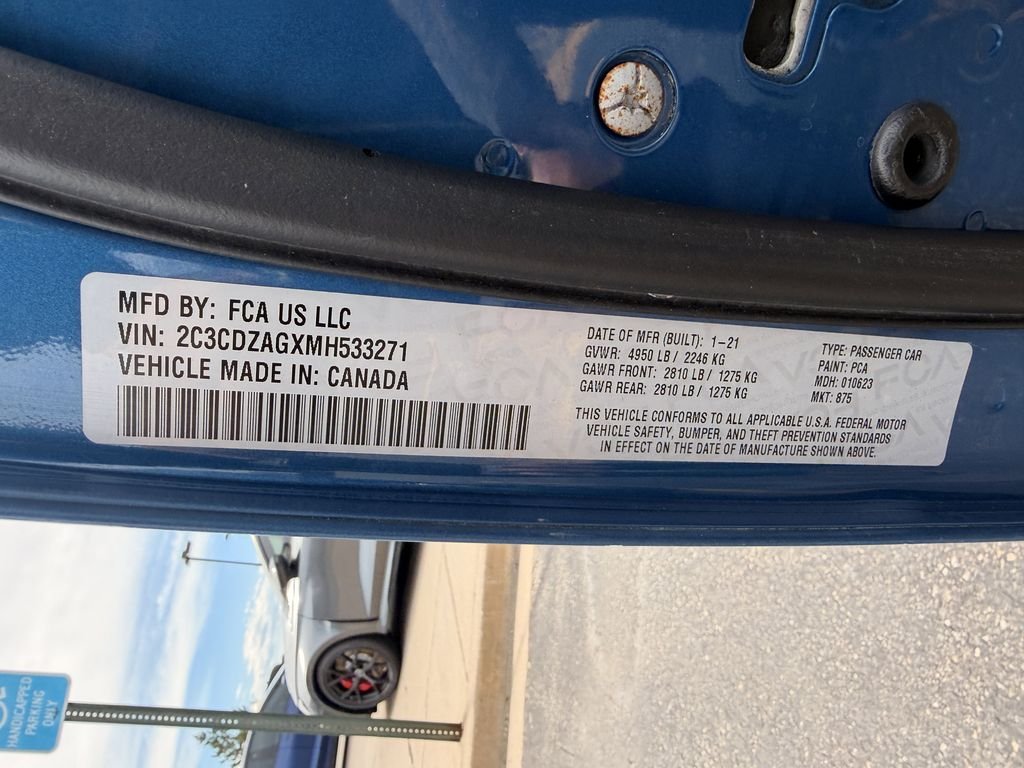 MFD BY: FCA US LLC
VIN: 2C3CDZAGXMH533271
VEHICLE MADE IN: CANADA
DATE OF MFR (BUILT): 1-21
GVWR: 4950 LB / 2246 KG
GAWR FRONT: 2810 LB / 1275 KG
GAWR REAR: 2810 LB / 1275 KG
TYPE: PASSENGER CAR
PAINT: PCA
MDH: 010623
MKT: 875
THIS VEHICLE CONFORMS TO ALL APPLICABLE U.S.A. FEDERAL MOTOR
VEHICLE SAFETY, BUMPER, AND THEFT PREVENTION STANDARDS
IN EFFECT ON THE DATE OF MANUFACTURE SHOWN ABOVE.
HANDICAPPED
PARKING
ONLY